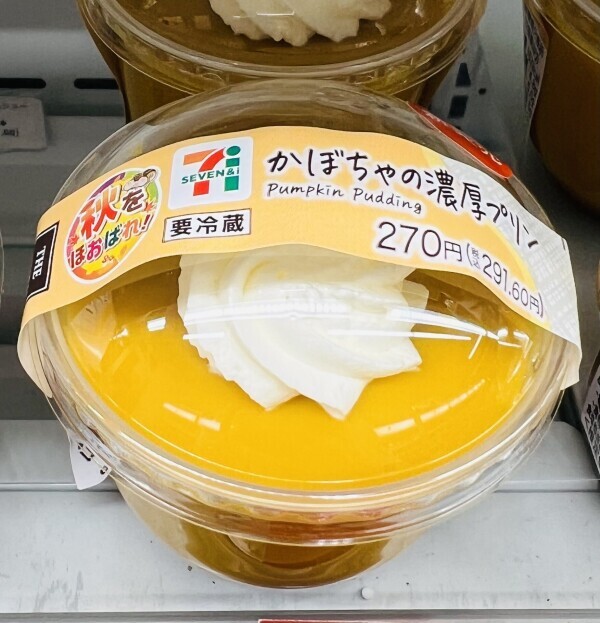 かぼちゃの濃厚プリン
Pumpkin Pudding
SEVEN&i
要冷蔵
秋を
ほおばれ!
THE
270円(税込291.60円)